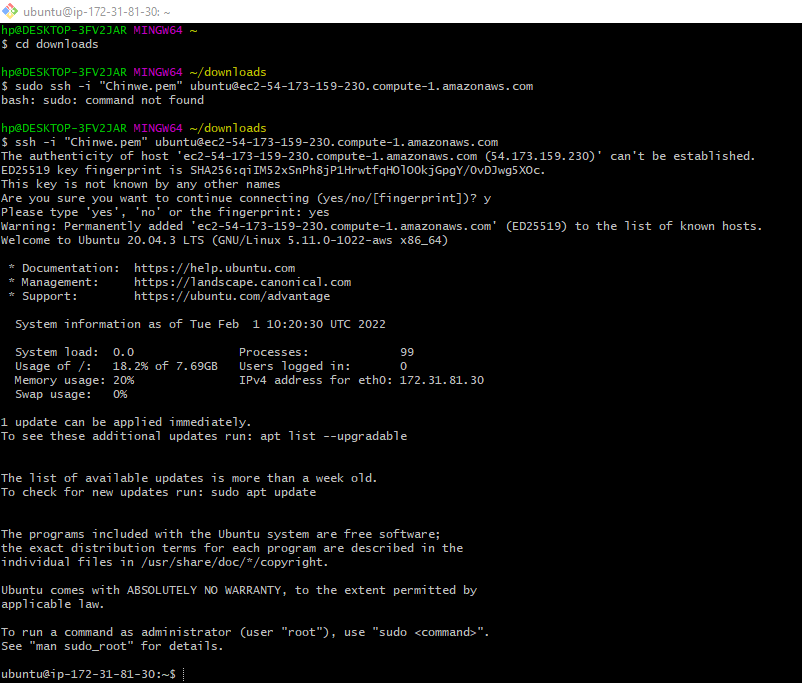 ubuntu@ip-172-31-81-30: ~
hp@DESKTOP-3FV2JAR MINGW64 ~
$ cd downloads
hp@DESKTOP-3FV2JAR MINGW64 ~/downloads
$ sudo ssh -i "Chinwe.pem" ubuntu@ec2-54-173-159-230.compute-1.amazonaws.com
bash: sudo: command not found
hp@DESKTOP-3FV2JAR MINGW64 ~/downloads
$ ssh -i "Chinwe.pem" ubuntu@ec2-54-173-159-230.compute-1.amazonaws.com
The authenticity of host 'ec2-54-173-159-230.compute-1.amazonaws.com (54.173.159.230)' can't be established.
ED25519 key fingerprint is SHA256:qiIM52xSnPh8jP1HrwtfqHOlOOkjGpgY/OvDJwg5XOc.
This key is not known by any other names
Are you sure you want to continue connecting (yes/no/[fingerprint])? y
Please type 'yes', 'no' or the fingerprint: yes
Warning: Permanently added 'ec2-54-173-159-230.compute-1.amazonaws.com' (ED25519) to the list of known hosts.
Welcome to Ubuntu 20.04.3 LTS (GNU/Linux 5.11.0-1022-aws x86_64)
* Documentation: https://help.ubuntu.com
* Management: https://landscape.canonical.com
* Support: https://ubuntu.com/advantage
System information as of Tue Feb 1 10:20:30 UTC 2022
System load: 0.0 Processes: 99
Usage of /: 18.2% of 7.69GB Users logged in: 0
Memory usage: 20% IPv4 address for eth0: 172.31.81.30
Swap usage: 0%
1 update can be applied immediately.
To see these additional updates run: apt list --upgradable
The list of available updates is more than a week old.
To check for new updates run: sudo apt update
The programs included with the Ubuntu system are free software;
the exact distribution terms for each program are described in the
individual files in /usr/share/doc/*/copyright.
Ubuntu comes with ABSOLUTELY NO WARRANTY, to the extent permitted by
applicable law.
To run a command as administrator (user "root"), use "sudo <command>".
See "man sudo_root" for details.
ubuntu@ip-172-31-81-30:~$